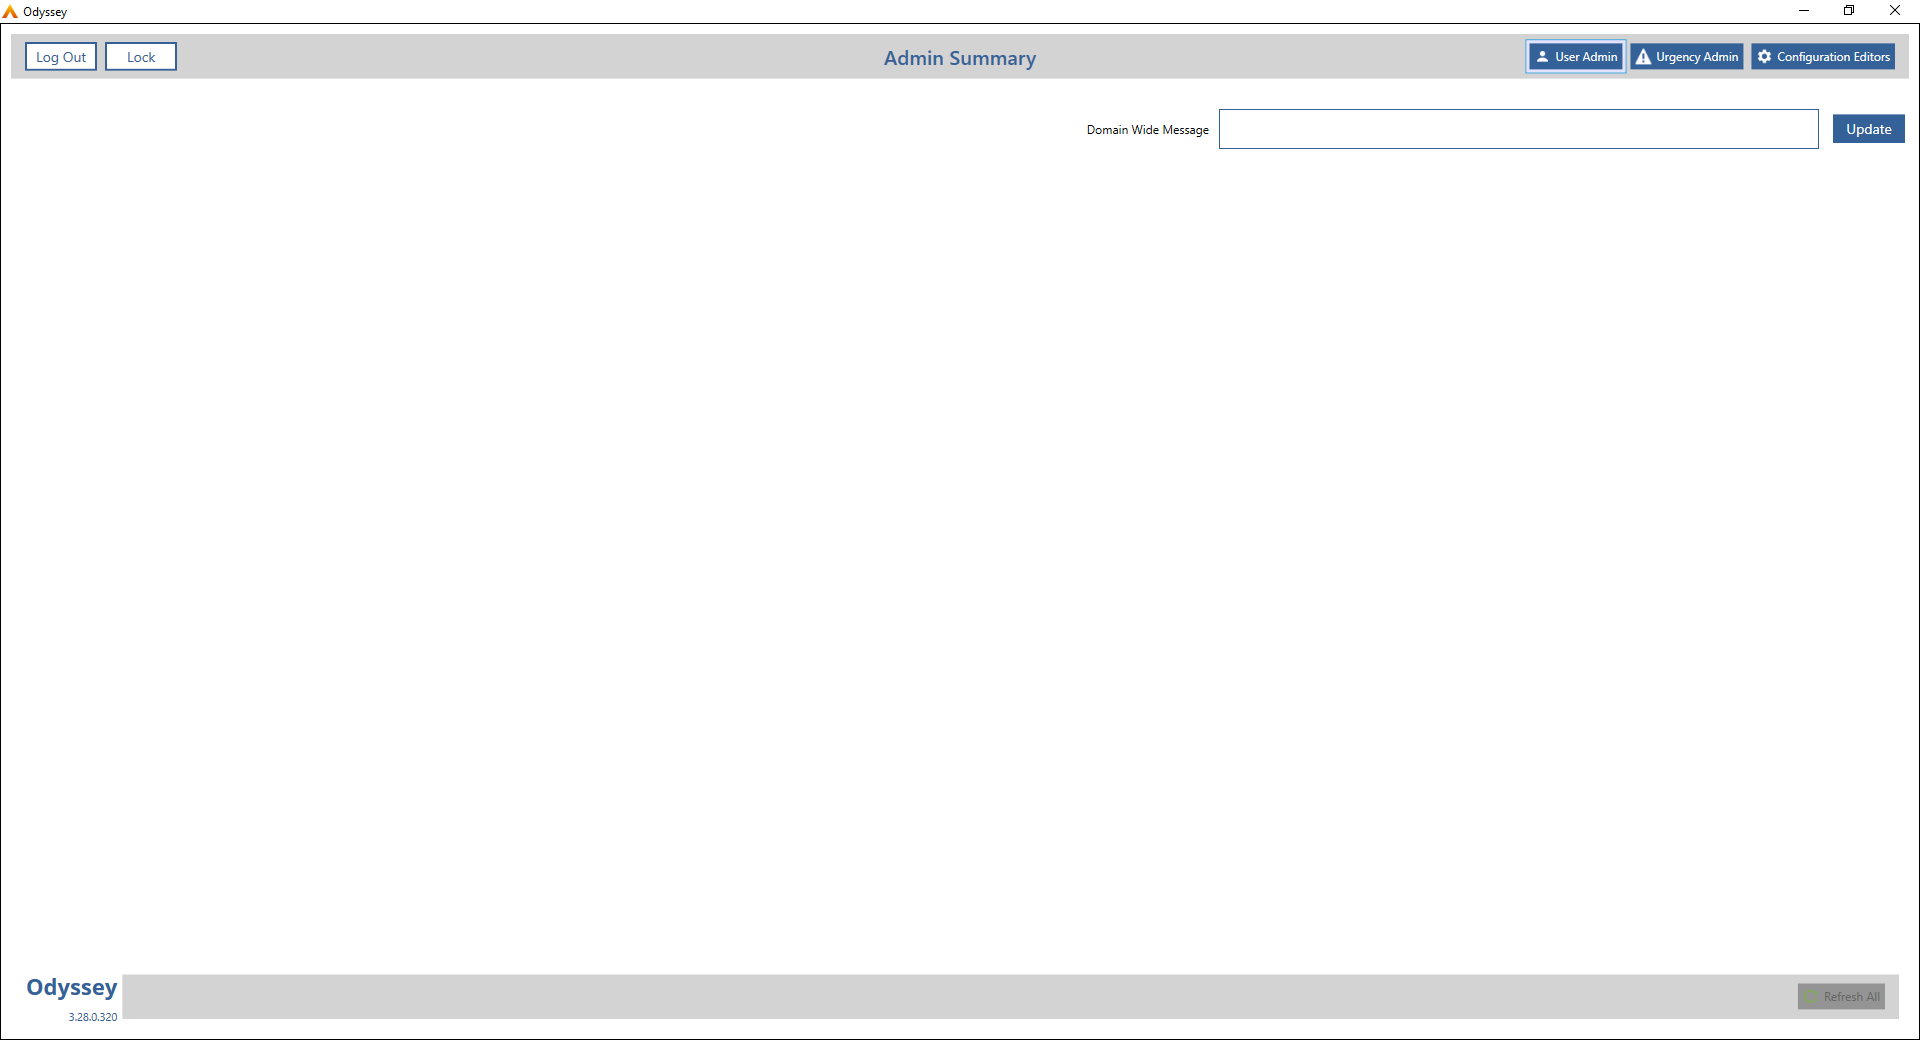 Odyssey
Log Out
Lock
Admin Summary
User Admin
Urgency Admin
Configuration Editors
Domain Wide Message
Update
Odyssey
3.28.0.320
Refresh All